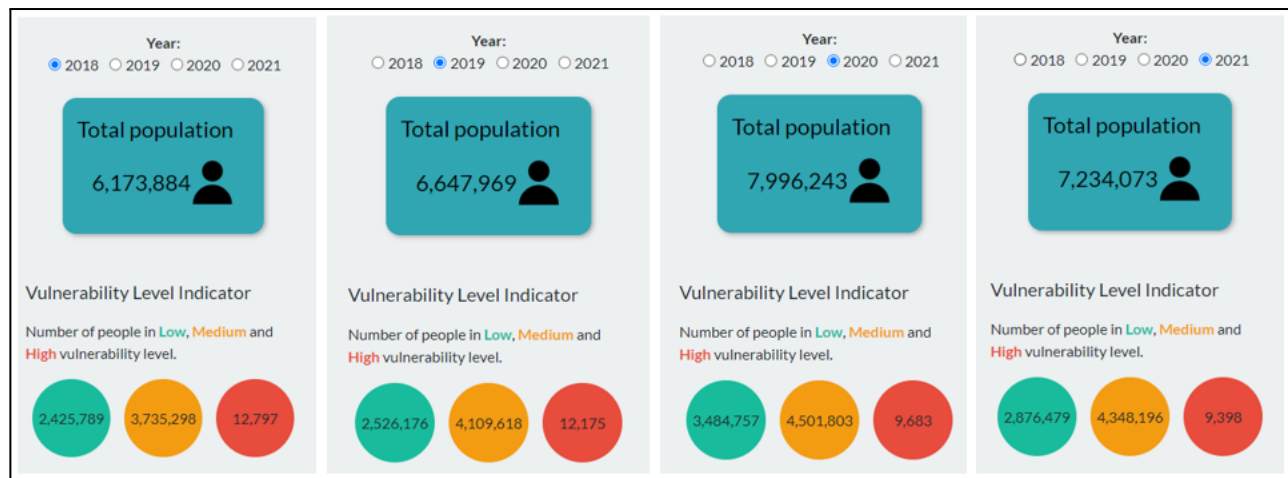 Year:
2018 2019 2020 2021
Total population
6,173,884
Vulnerability Level Indicator
Number of people in Low, Medium and
High vulnerability level.
2,425,789 3,735,298 12,797
Year:
2018 2019 2020 2021
Total population
6,647,969
Vulnerability Level Indicator
Number of people in Low, Medium and
High vulnerability level.
2,526,176 4,109,618 12,175
Year:
2018 2019 2020 2021
Total population
7,996,243
Vulnerability Level Indicator
Number of people in Low, Medium and
High vulnerability level.
3,484,757 4,501,803 9,683
Year:
2018 2019 2020 2021
Total population
7,234,073
Vulnerability Level Indicator
Number of people in Low, Medium and
High vulnerability level.
2,876,479 4,348,196 9,398